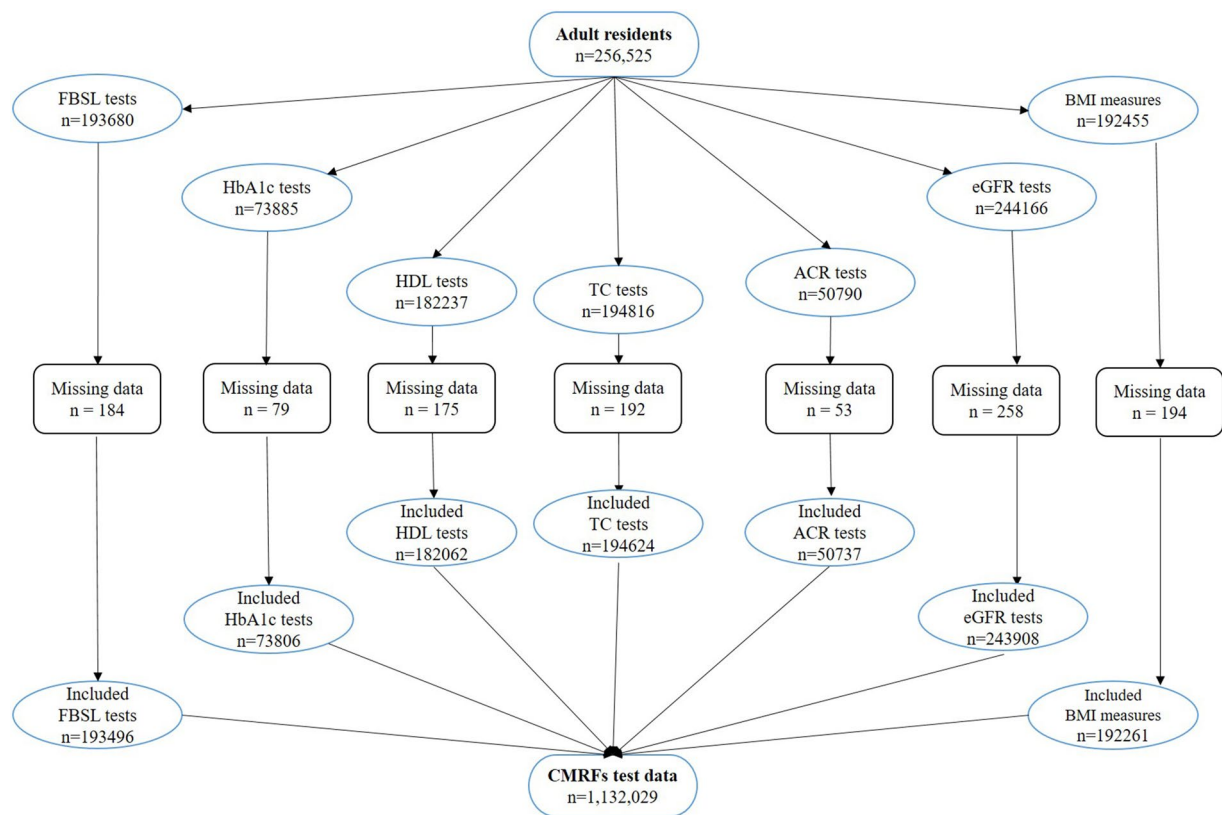 Adult residents
n=256,525
FBSL tests
n=193680
BMI measures
n=192455
HbA1c tests
n=73885
eGFR tests
n=244166
HDL tests
n=182237
TC tests
n=194816
ACR tests
n=50790
Missing data
n = 184
Missing data
n = 79
Missing data
n = 175
Missing data
n = 192
Missing data
n = 53
Missing data
n = 258
Missing data
n = 194
Included
HDL tests
n=182062
Included
TC tests
n=194624
Included
ACR tests
n=50737
Included
HbA1c tests
n=73806
Included
eGFR tests
n=243908
Included
FBSL tests
n=193496
Included
BMI measures
n=192261
CMRFs test data
n=1,132,029